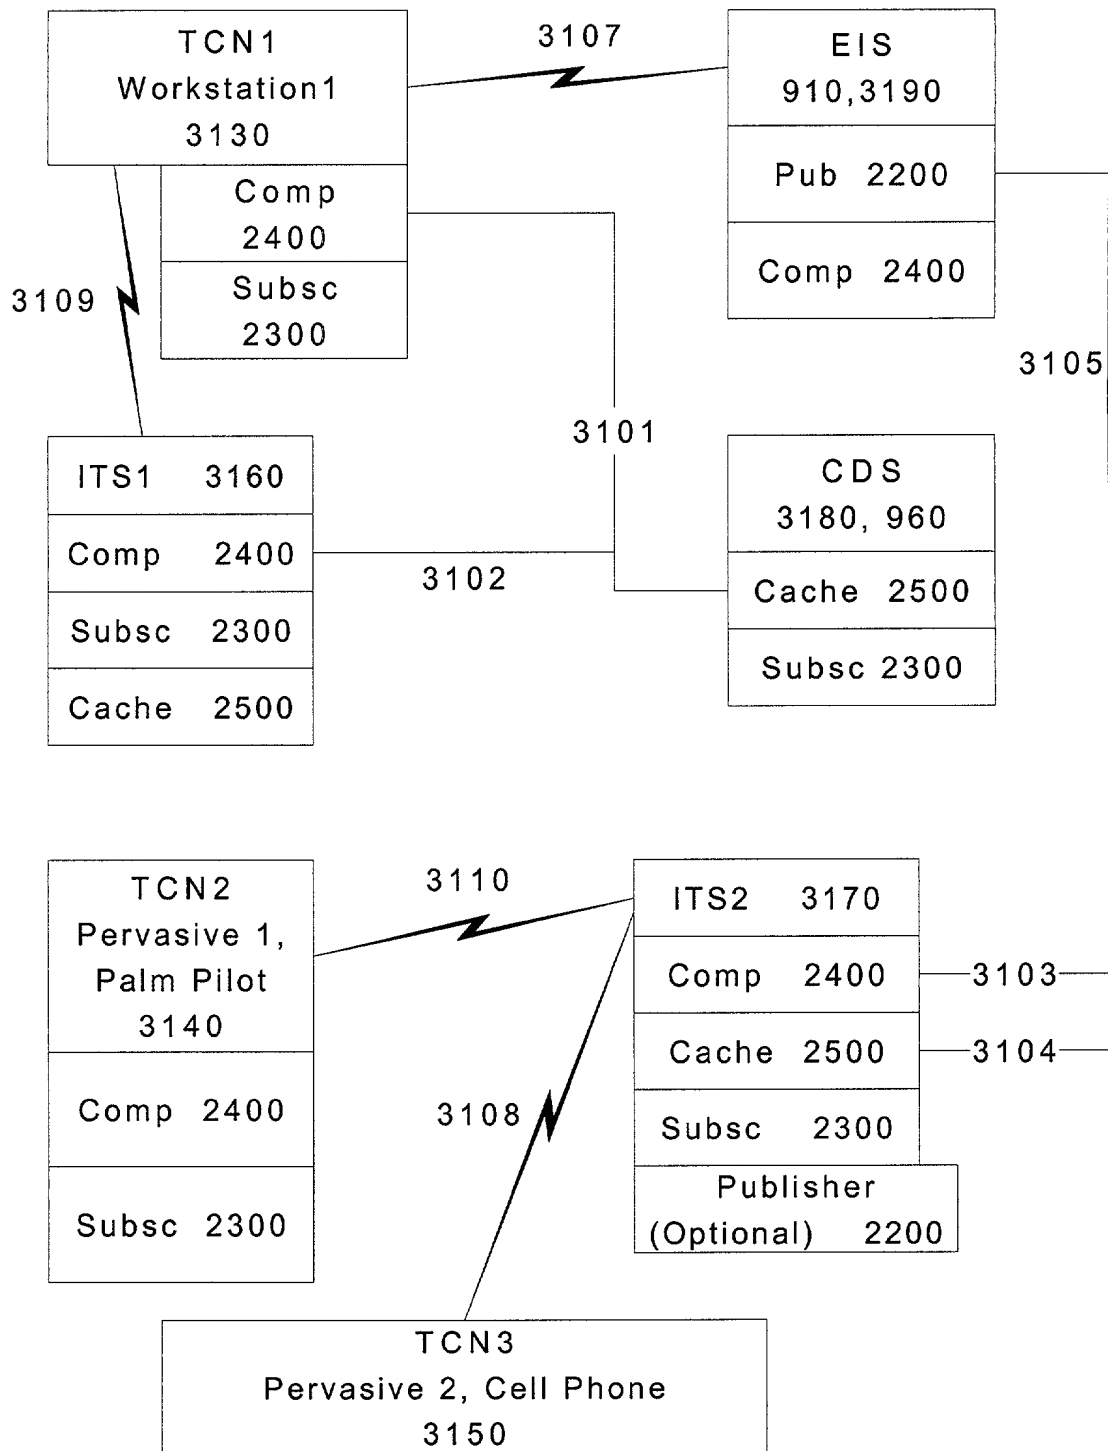 TCN1
Workstation1
3130
Comp
2400
Subsc
2300
3107
EIS
910,3190
Pub 2200
Comp 2400
3105
3109
3101
ITS1 3160
Comp 2400
Subsc 2300
Cache 2500
3102
CDS
3180, 960
Cache 2500
Subsc 2300
TCN2
Pervasive 1,
Palm Pilot
3140
Comp 2400
Subsc 2300
3110
3108
ITS2 3170
Comp 2400
Cache 2500
Subsc 2300
Publisher
(Optional) 2200
3103
3104
TCN3
Pervasive 2, Cell Phone
3150